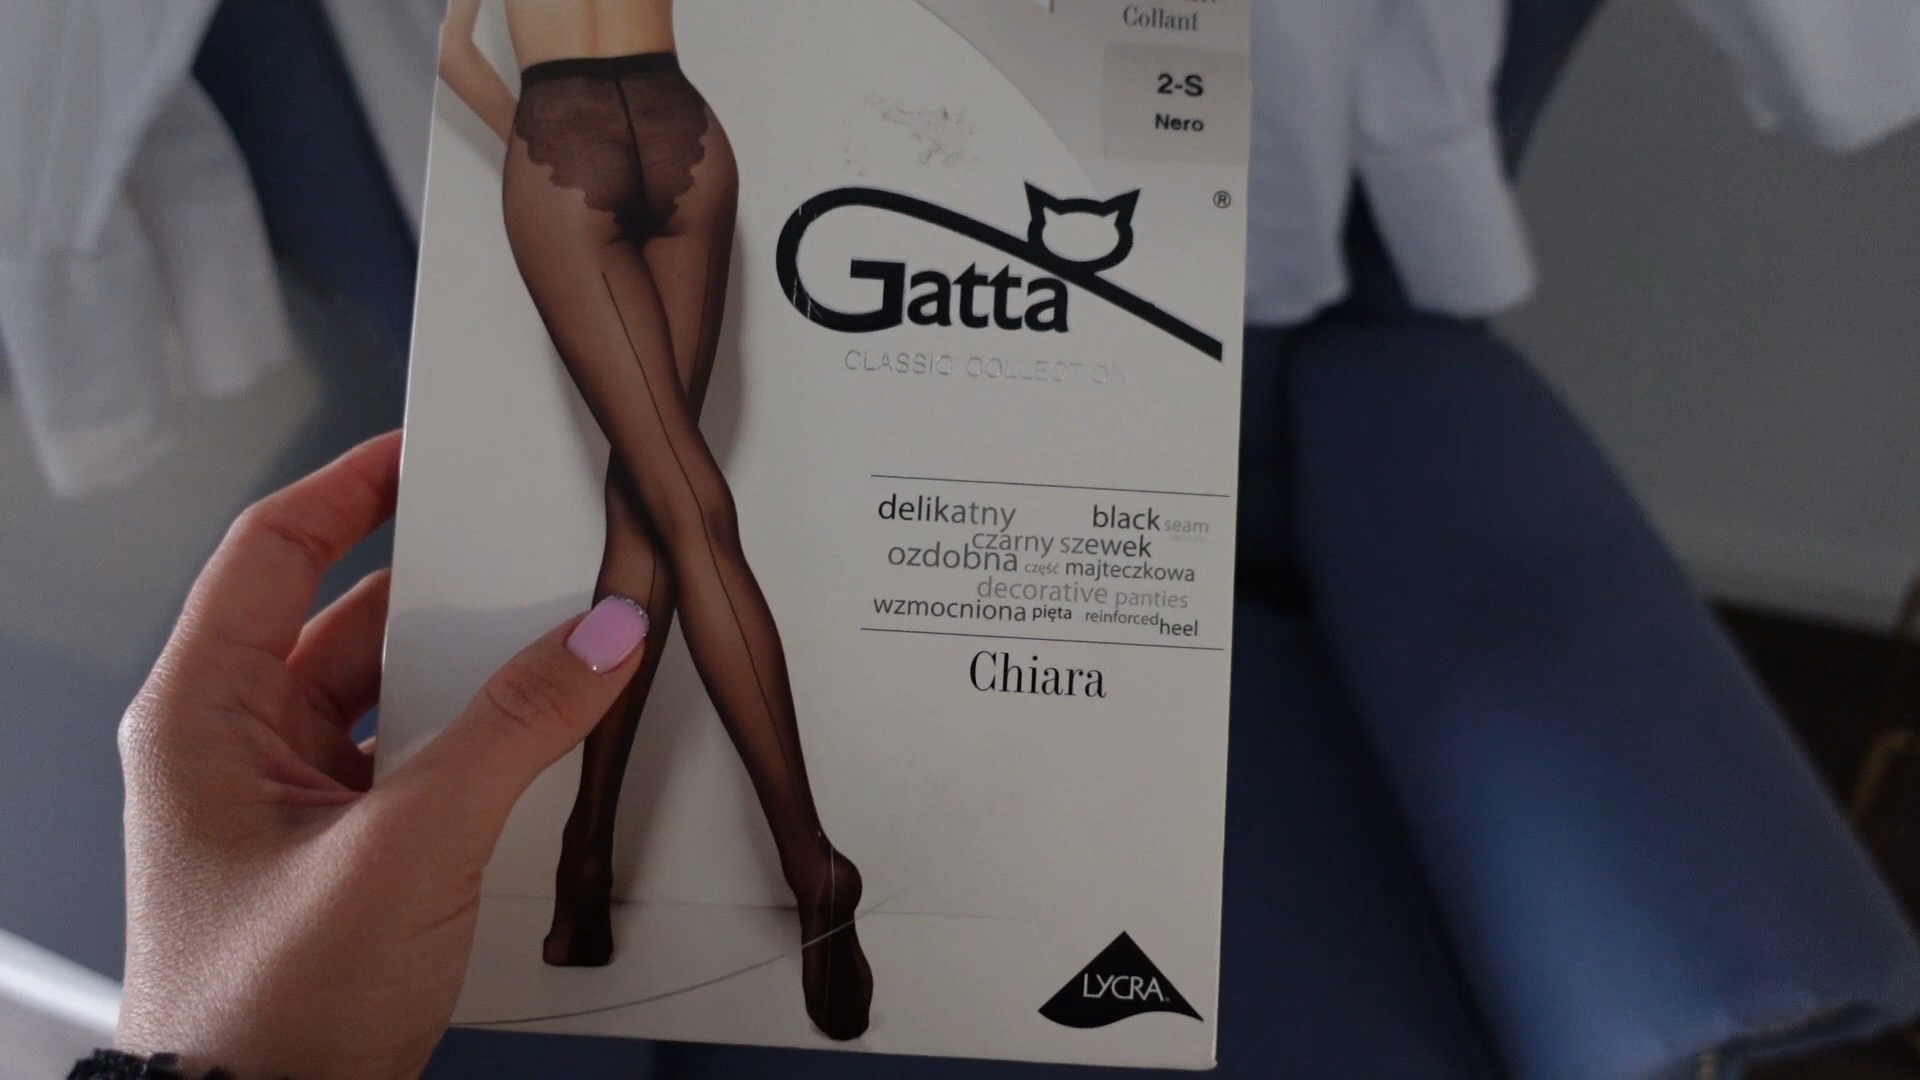 Collant
2-S
Nero
Gatta ®
CLASSIC COLLECTION
delikatny black seam
czarny szewek
ozdobna część majteczkowa
decorative panties
wzmocniona pięta reinforced heel
Chiara
LYCRA